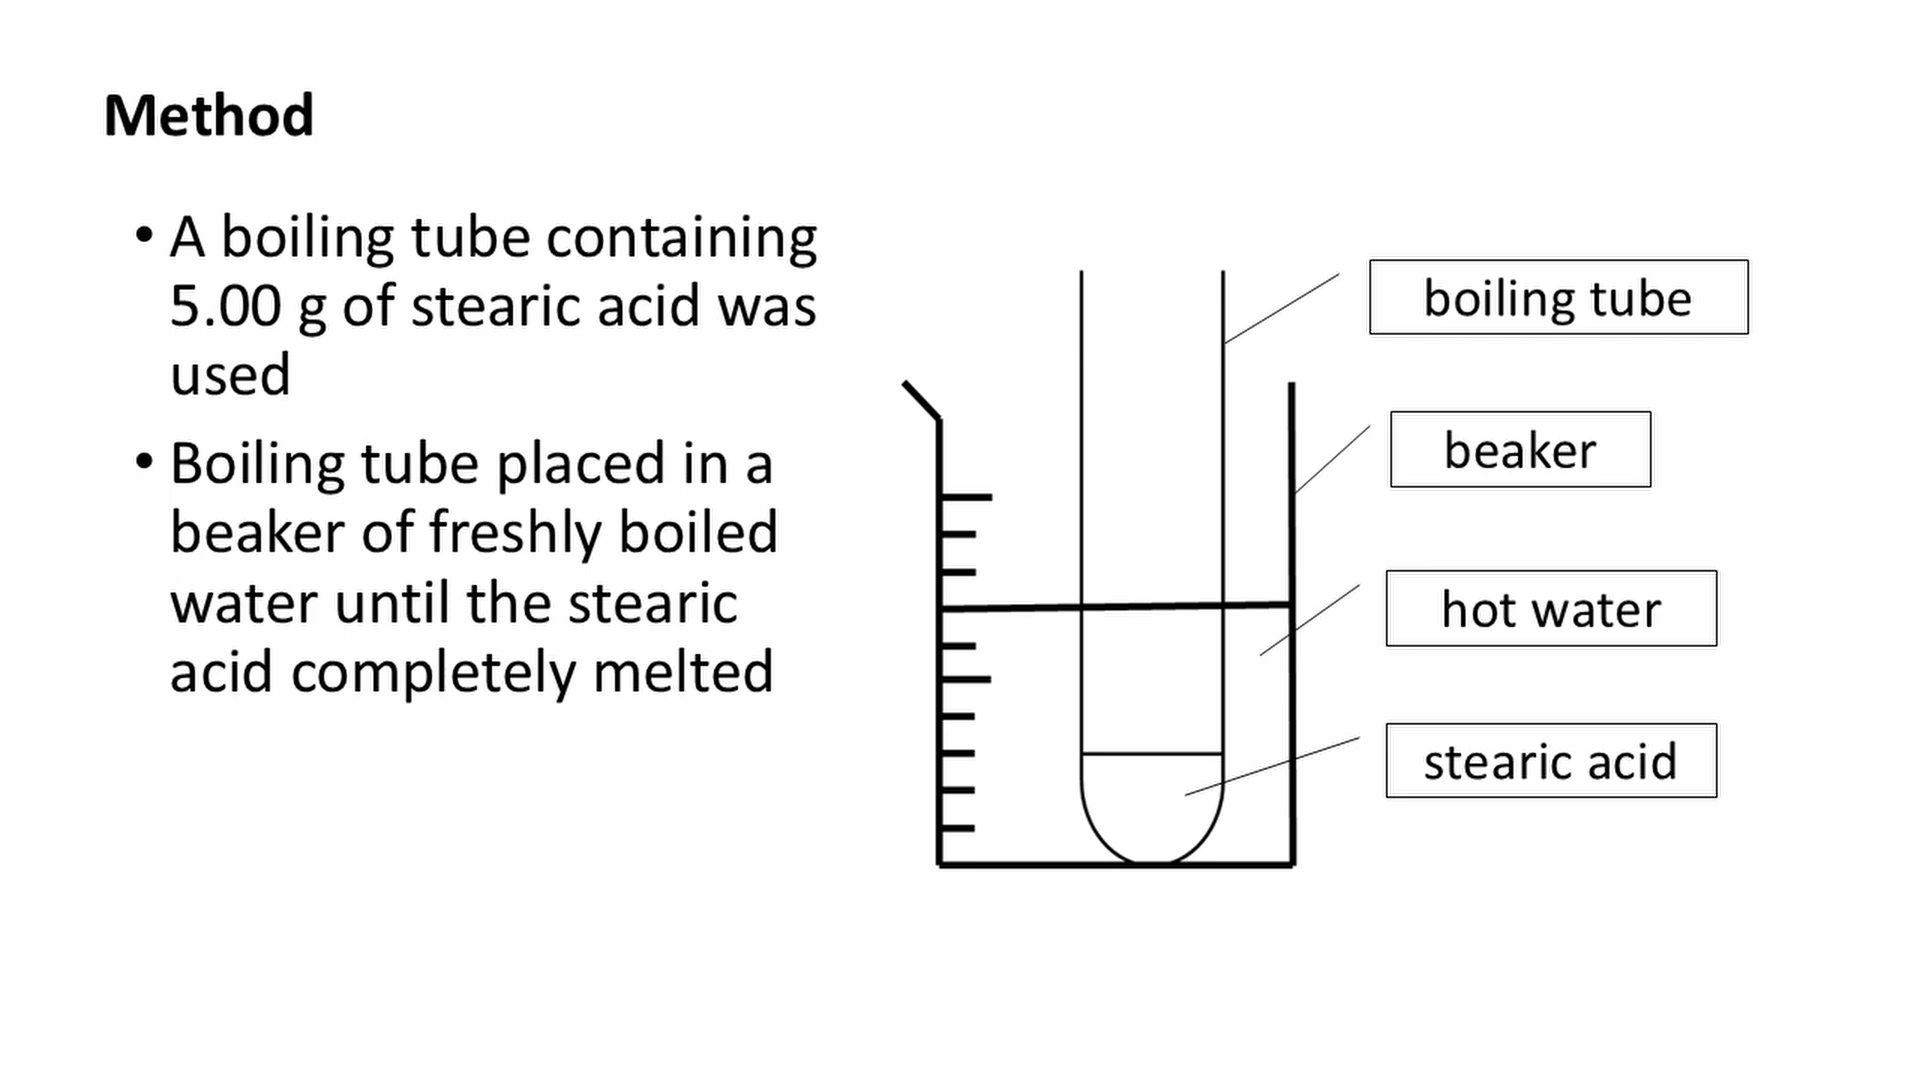 Method
• A boiling tube containing
5.00 g of stearic acid was
used
• Boiling tube placed in a
beaker of freshly boiled
water until the stearic
acid completely melted
boiling tube
beaker
hot water
stearic acid